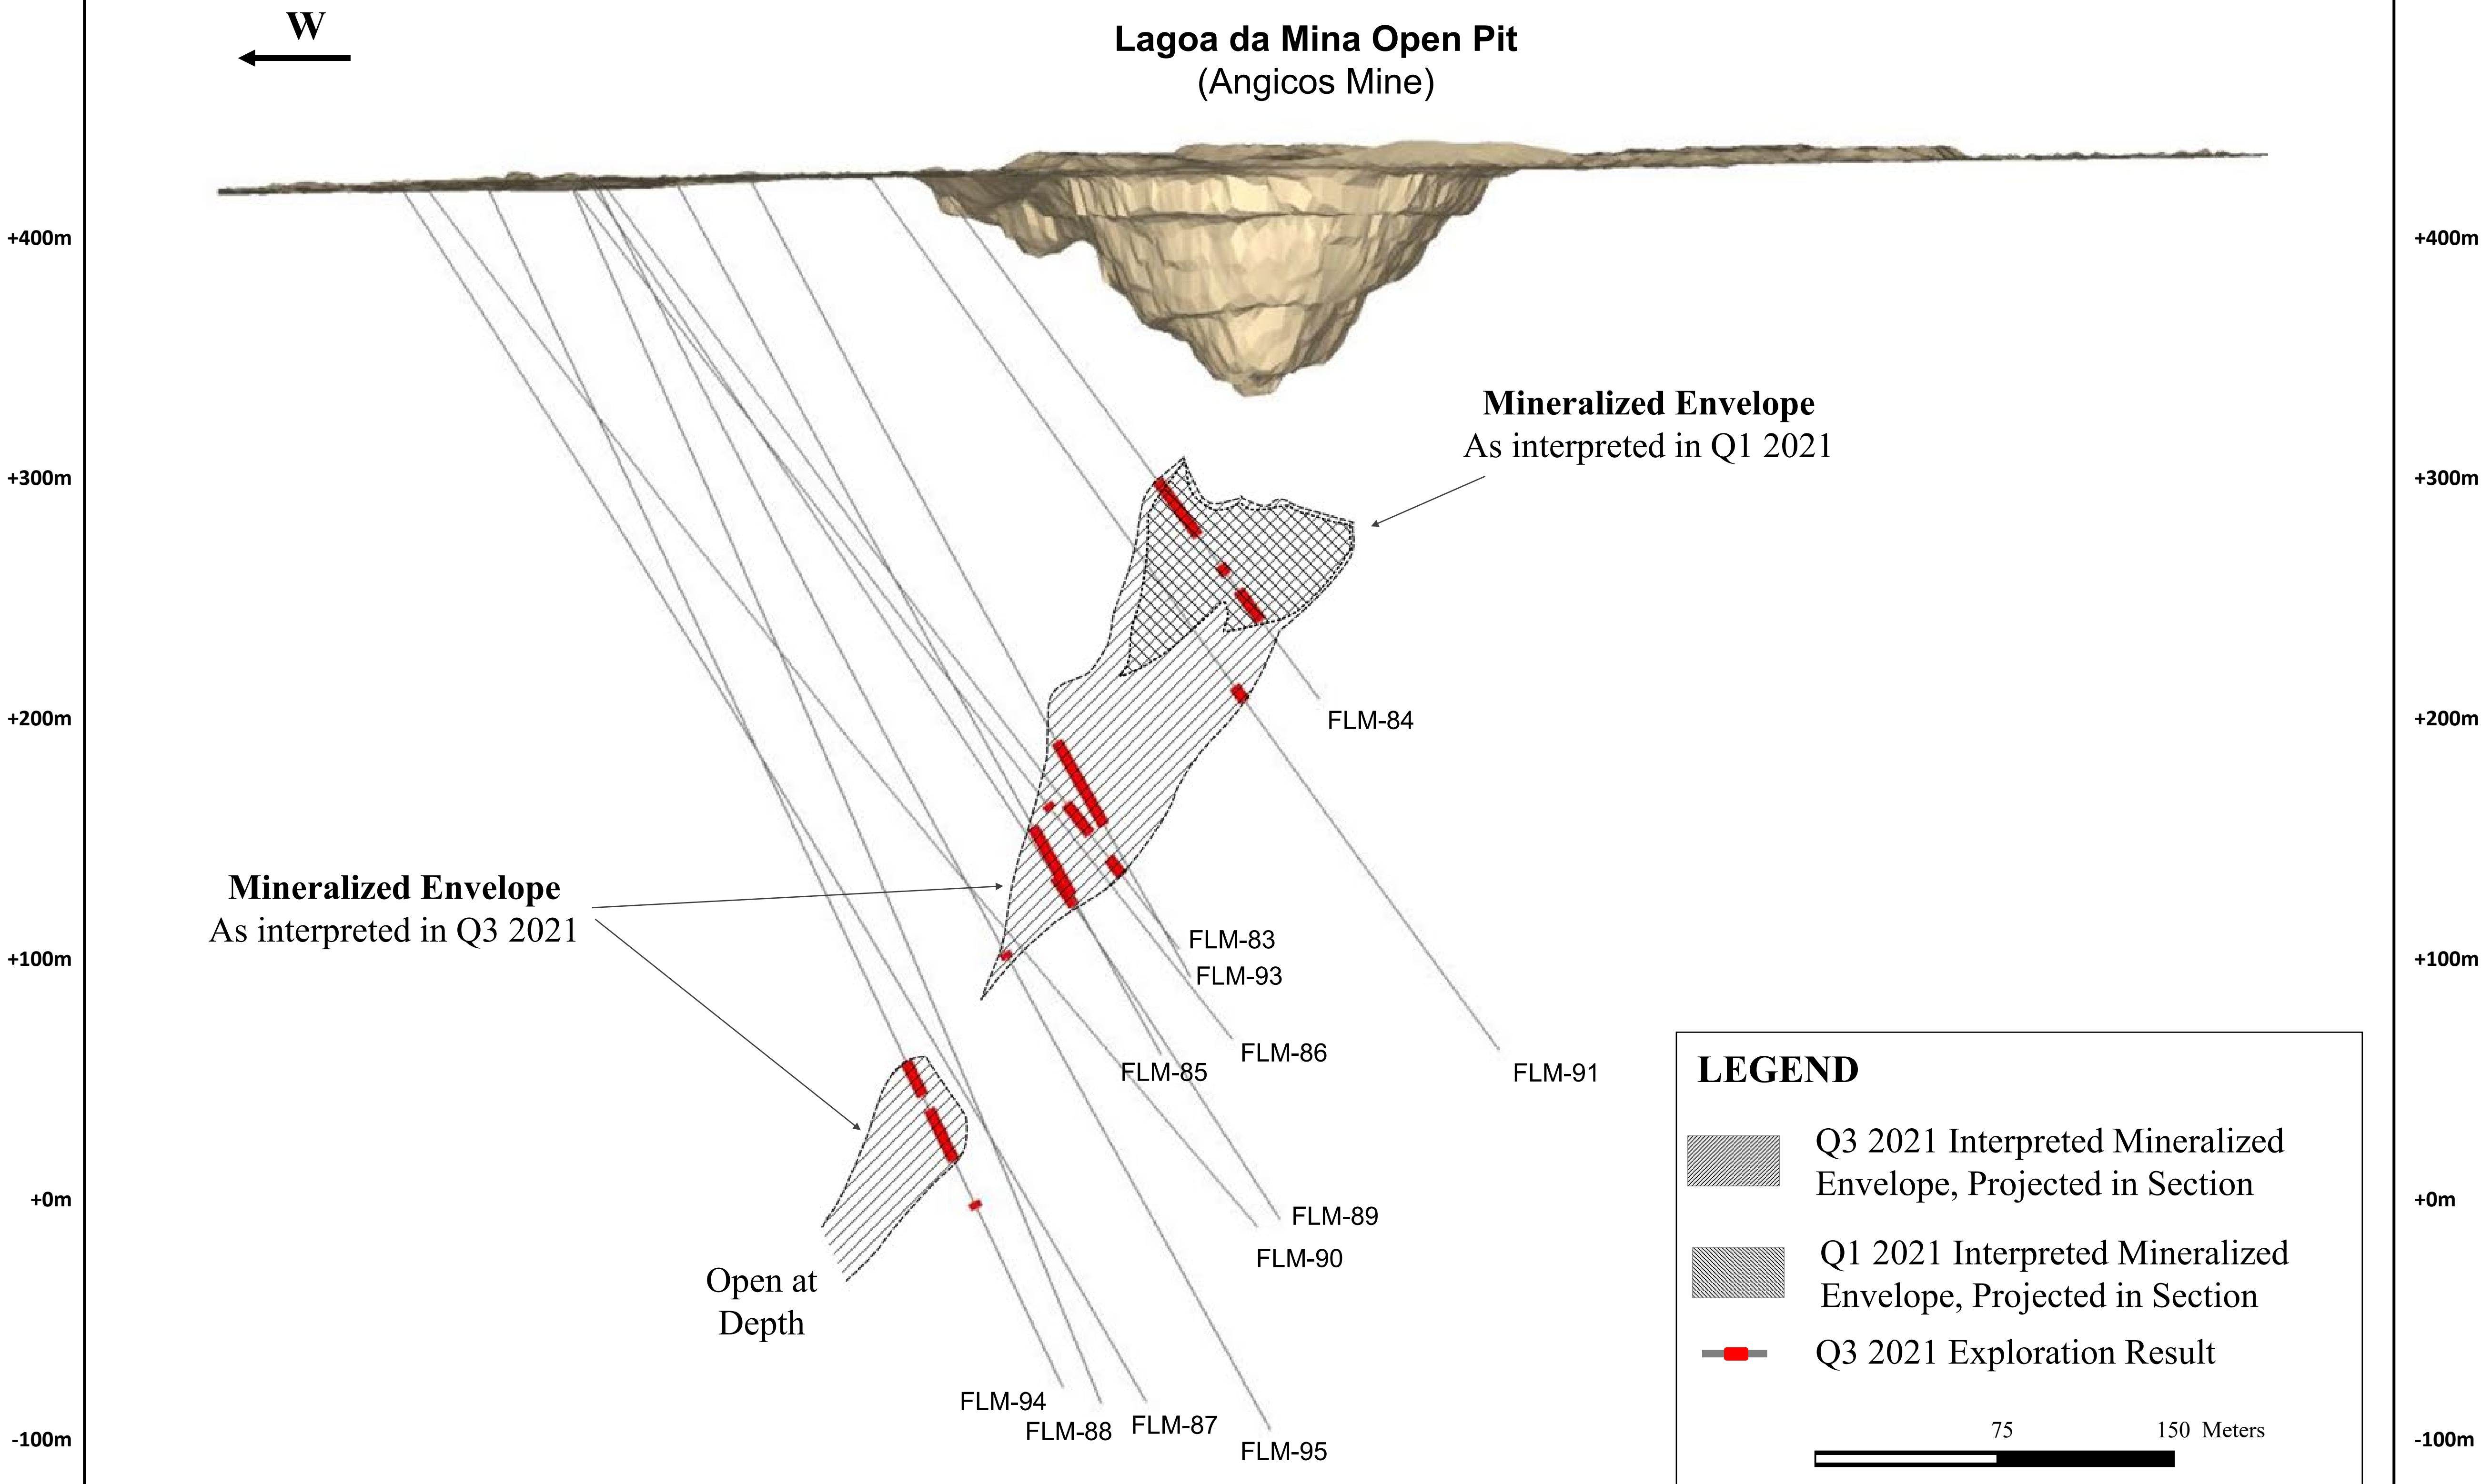 W
Lagoa da Mina Open Pit
(Angicos Mine)
+400m
+400m
Mineralized Envelope
As interpreted in Q1 2021
+300m
+300m
+200m
FLM-84
+200m
Mineralized Envelope
As interpreted in Q3 2021
FLM-83
+100m
+100m
FLM-93
FLM-86
FLM-85
FLM-91
LEGEND
Q3 2021 Interpreted Mineralized
Envelope, Projected in Section
+0m
+0m
FLM-89
FLM-90
Q1 2021 Interpreted Mineralized
Envelope, Projected in Section
Open at
Depth
Q3 2021 Exploration Result
FLM-94
FLM-88
FLM-87
FLM-95
75
150 Meters
-100m
-100m